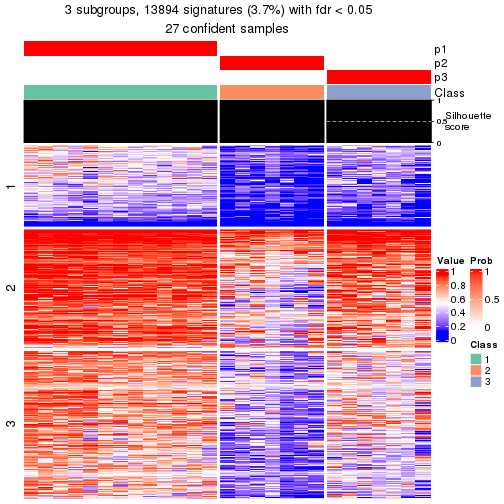 3 subgroups, 13894 signatures (3.7%) with fdr < 0.05
27 confident samples
p1
p2
p3
Class
1
0.5
0
Silhouette
score
1
2
3
Value
1
0.8
0.6
0.4
0.2
0
Prob
1
0.5
0
Class
1
2
3